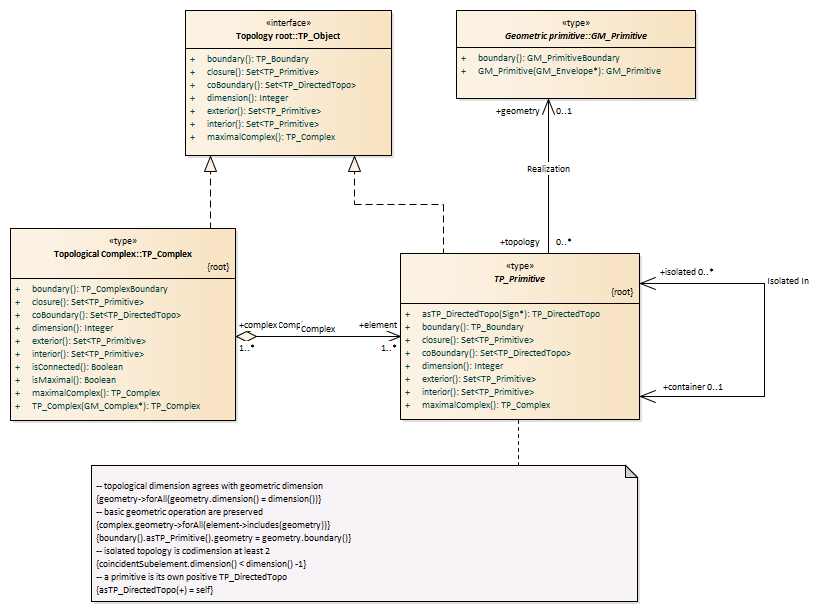 «interface»
Topology root::TP_Object
+ boundary(): TP_Boundary
+ closure(): Set<TP_Primitive>
+ coBoundary(): Set<TP_DirectedTopo>
+ dimension(): Integer
+ exterior(): Set<TP_Primitive>
+ interior(): Set<TP_Primitive>
+ maximalComplex(): TP_Complex
«type»
Geometric primitive::GM_Primitive
+ boundary(): GM_PrimitiveBoundary
+ GM_Primitive(GM_Envelope*): GM_Primitive
+geometry 0..1
Realization
+topology 0..*
«type»
Topological Complex::TP_Complex
{root}
+ boundary(): TP_ComplexBoundary
+ closure(): Set<TP_Primitive>
+ coBoundary(): Set<TP_DirectedTopo>
+ dimension(): Integer
+ exterior(): Set<TP_Primitive>
+ interior(): Set<TP_Primitive>
+ isConnected(): Boolean
+ isMaximal(): Boolean
+ maximalComplex(): TP_Complex
+ TP_Complex(GM_Complex*): TP_Complex
+complex Complex +element
1..* 1..*
«type»
TP_Primitive
{root}
+ asTP_DirectedTopo(Sign*): TP_DirectedTopo
+ boundary(): TP_Boundary
+ closure(): Set<TP_Primitive>
+ coBoundary(): Set<TP_DirectedTopo>
+ dimension(): Integer
+ exterior(): Set<TP_Primitive>
+ interior(): Set<TP_Primitive>
+ maximalComplex(): TP_Complex
+isolated 0..*
Isolated In
+container 0..1
-- topological dimension agrees with geometric dimension
{geometry->forAll(geometry.dimension() = dimension())}
-- basic geometric operation are preserved
{complex.geometry->forAll(element->includes(geometry))}
{boundary().asTP_Primitive().geometry = geometry.boundary()}
-- isolated topology is codimension at least 2
{coincidentSubelement.dimension() < dimension() -1}
-- a primitive is its own positive TP_DirectedTopo
{asTP_DirectedTopo(+) = self}